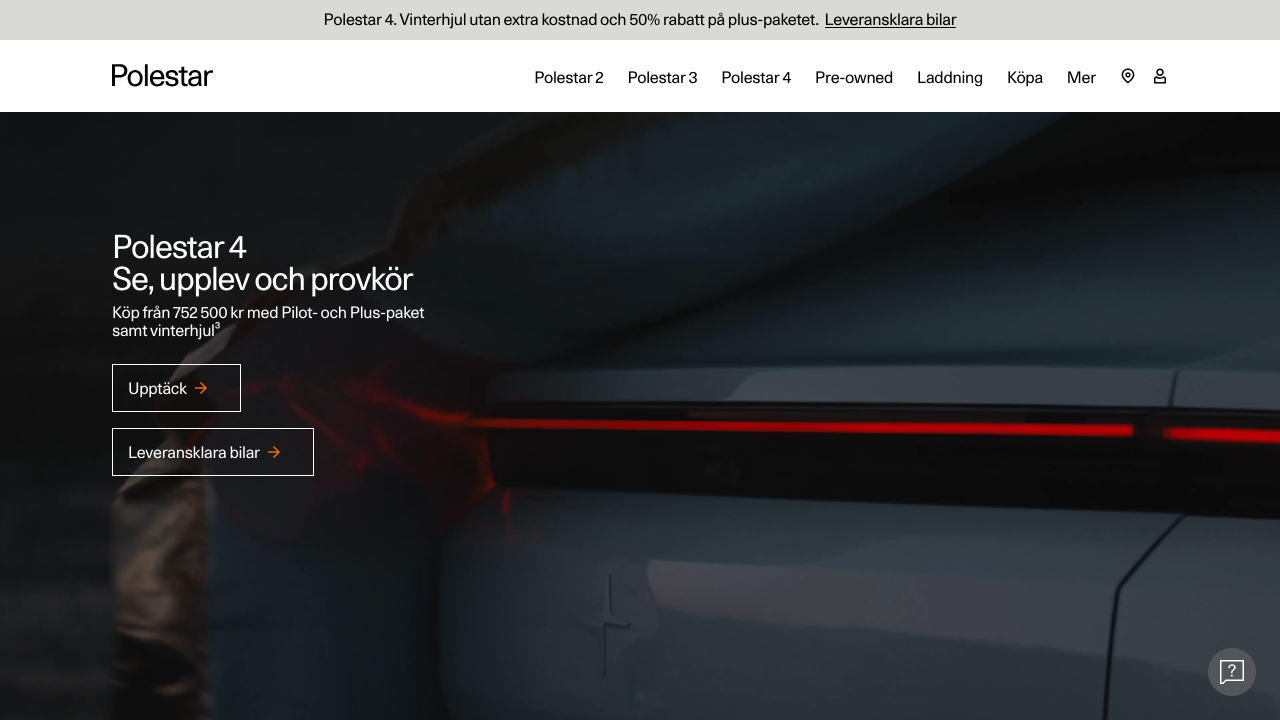 Polestar 4. Vinterhjul utan extra kostnad och 50% rabatt på plus-paketet. Leveransklara bilar
Polestar
Polestar 2
Polestar 3
Polestar 4
Pre-owned
Laddning
Köpa
Mer
Polestar 4
Se, upplev och provkör
Köp från 752 500 kr med Pilot- och Plus-paket
samt vinterhjul³
Upptäck
Leveransklara bilar